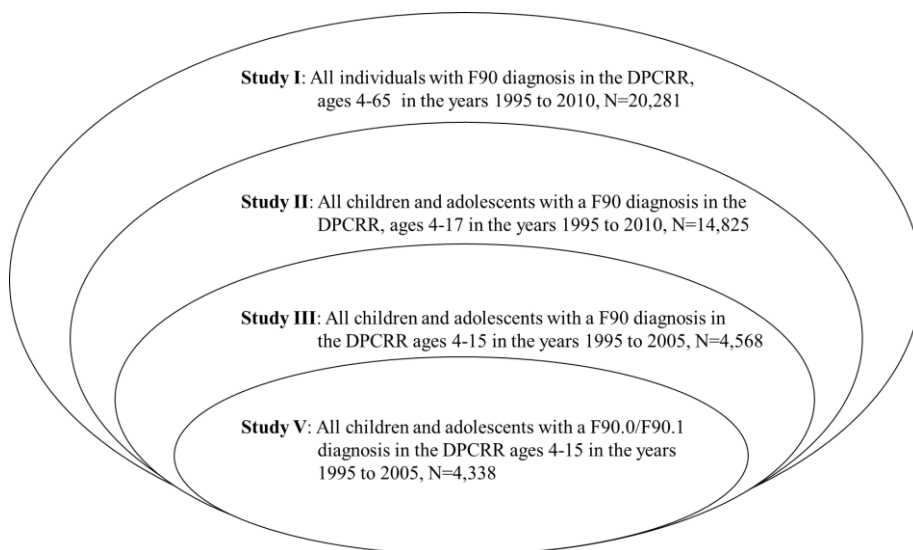 Study I: All individuals with F90 diagnosis in the DPCRR,
ages 4-65 in the years 1995 to 2010, N=20,281
Study II: All children and adolescents with a F90 diagnosis in the
DPCRR, ages 4-17 in the years 1995 to 2010, N=14,825
Study III: All children and adolescents with a F90 diagnosis in
the DPCRR ages 4-15 in the years 1995 to 2005, N=4,568
Study V: All children and adolescents with a F90.0/F90.1
diagnosis in the DPCRR ages 4-15 in the years
1995 to 2005, N=4,338